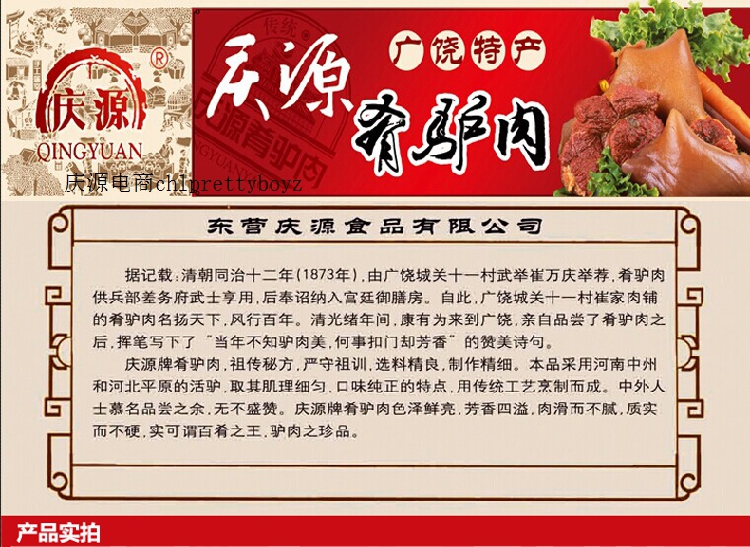 庆源
®
QINGYUAN
庆源电商chiprettyboyz
传统
庆源肴驴肉
庆源
广饶特产
肴驴肉
东营庆源食品有限公司
据记载:清朝同治十二年(1873年),由广饶城关十一村武举崔万庆举荐,肴驴肉
供兵部差务府武士享用,后奉诏纳入宫廷御膳房。自此,广饶城关十一村崔家肉铺
的肴驴肉名扬天下,风行百年。清光绪年间,康有为来到广饶,亲自品尝了肴驴肉之
后,挥笔写下了“当年不知驴肉美,何事扣门却芳香”的赞美诗句。
庆源牌肴驴肉,祖传秘方,严守祖训,选料精良,制作精细。本品采用河南中州
和河北平原的活驴,取其肌理细匀,口味纯正的特点,用传统工艺烹制而成。中外人
士慕名品尝之余,无不盛赞。庆源牌肴驴肉色泽鲜亮,芳香四溢,肉滑而不腻,质实
而不硬,实可谓百肴之王,驴肉之珍品。
产品实拍